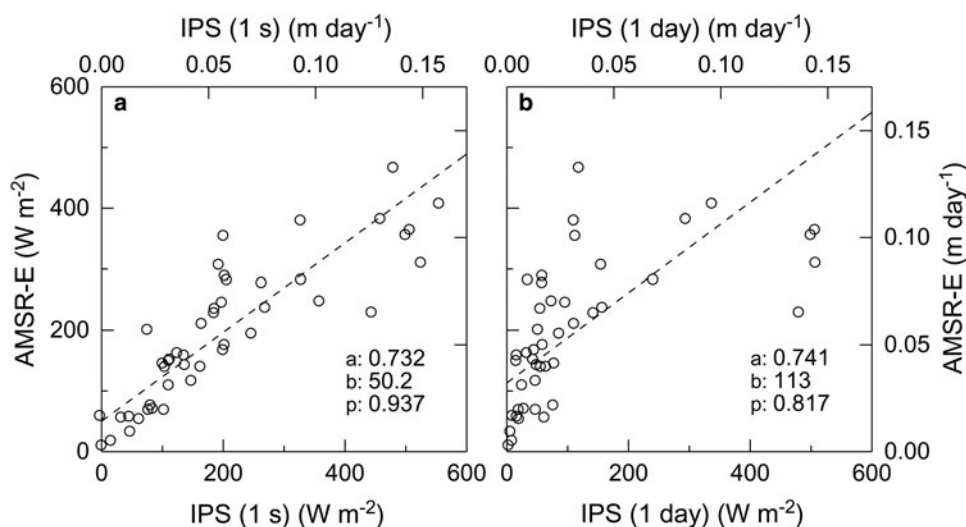 IPS (1 s) (m day-1)
0.00 0.05 0.10 0.15
IPS (1 day) (m day-1)
0.00 0.05 0.10 0.15
a
b
600
400
200
0
AMSR-E (W m-2)
a: 0.732
b: 50.2
p: 0.937
a: 0.741
b: 113
p: 0.817
0.15
0.10
0.05
0.00
AMSR-E (m day-1)
0 200 400 600
IPS (1 s) (W m-2)
0 200 400 600
IPS (1 day) (W m-2)